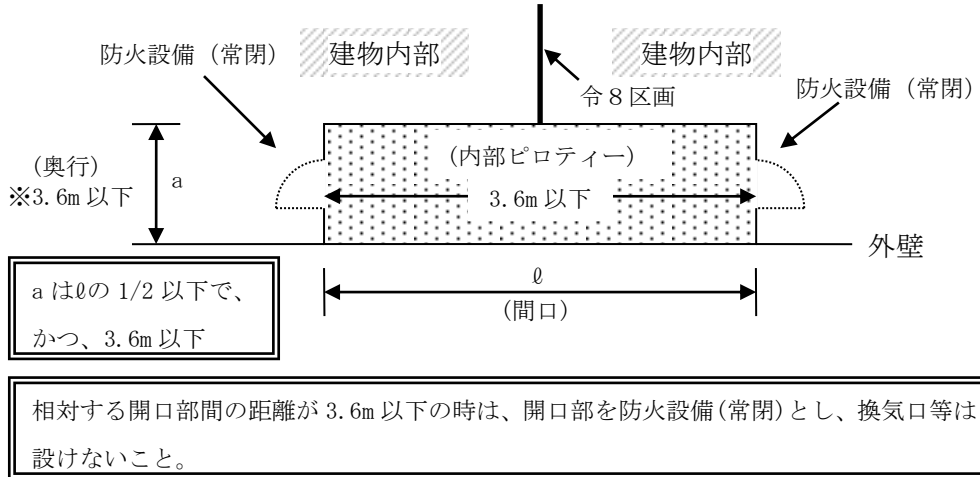 建物内部
建物内部
防火設備（常閉）
令８区画
防火設備（常閉）
(内部ピロティー)
(奥行)
※3.6m 以下
a
3.6m 以下
外壁
a はℓの 1/2 以下で、
かつ、3.6m 以下
ℓ
(間口)
相対する開口部間の距離が 3.6m 以下の時は、開口部を防火設備(常閉)とし、換気口等は
設けないこと。